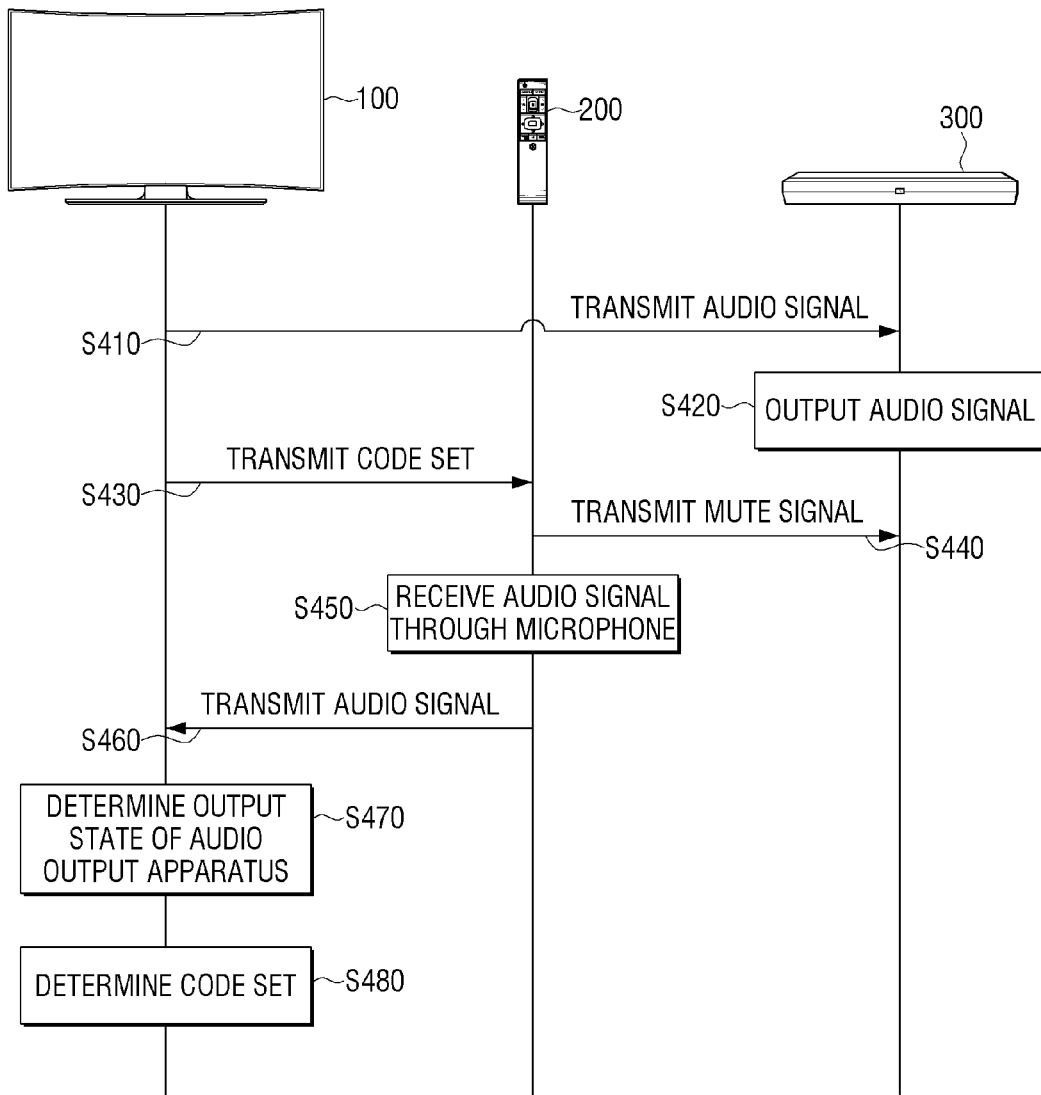 100
200
300
TRANSMIT AUDIO SIGNAL
S410
S420
OUTPUT AUDIO SIGNAL
TRANSMIT CODE SET
S430
TRANSMIT MUTE SIGNAL
S440
S450
RECEIVE AUDIO SIGNAL
THROUGH MICROPHONE
TRANSMIT AUDIO SIGNAL
S460
DETERMINE OUTPUT
STATE OF AUDIO
OUTPUT APPARATUS
S470
DETERMINE CODE SET
S480